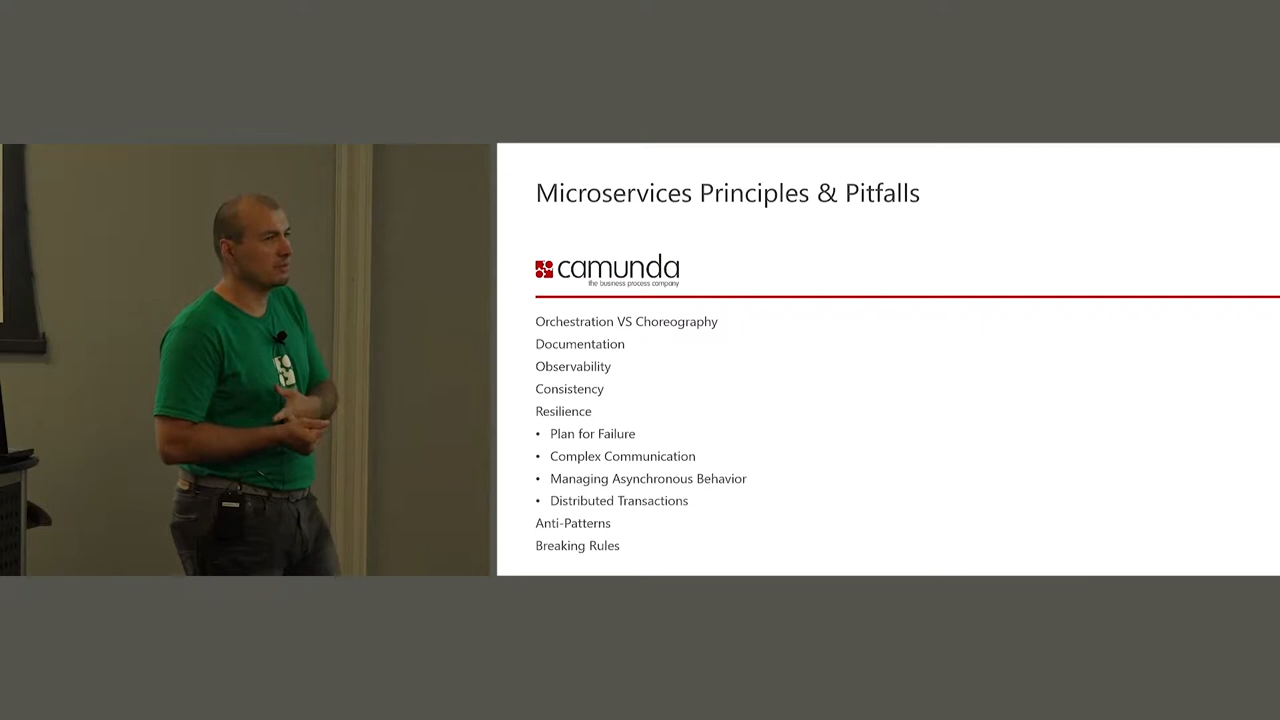 Microservices Principles & Pitfalls
camunda
the business process company
Orchestration VS Choreography
Documentation
Observability
Consistency
Resilience
• Plan for Failure
• Complex Communication
• Managing Asynchronous Behavior
• Distributed Transactions
Anti-Patterns
Breaking Rules